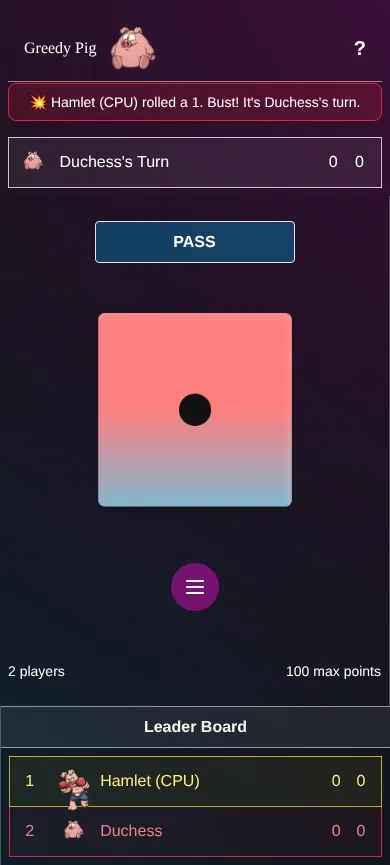 Greedy Pig
?
💥 Hamlet (CPU) rolled a 1. Bust! It's Duchess's turn.
Duchess's Turn 0 0
PASS
2 players 100 max points
Leader Board
1 Hamlet (CPU) 0 0
2 Duchess 0 0